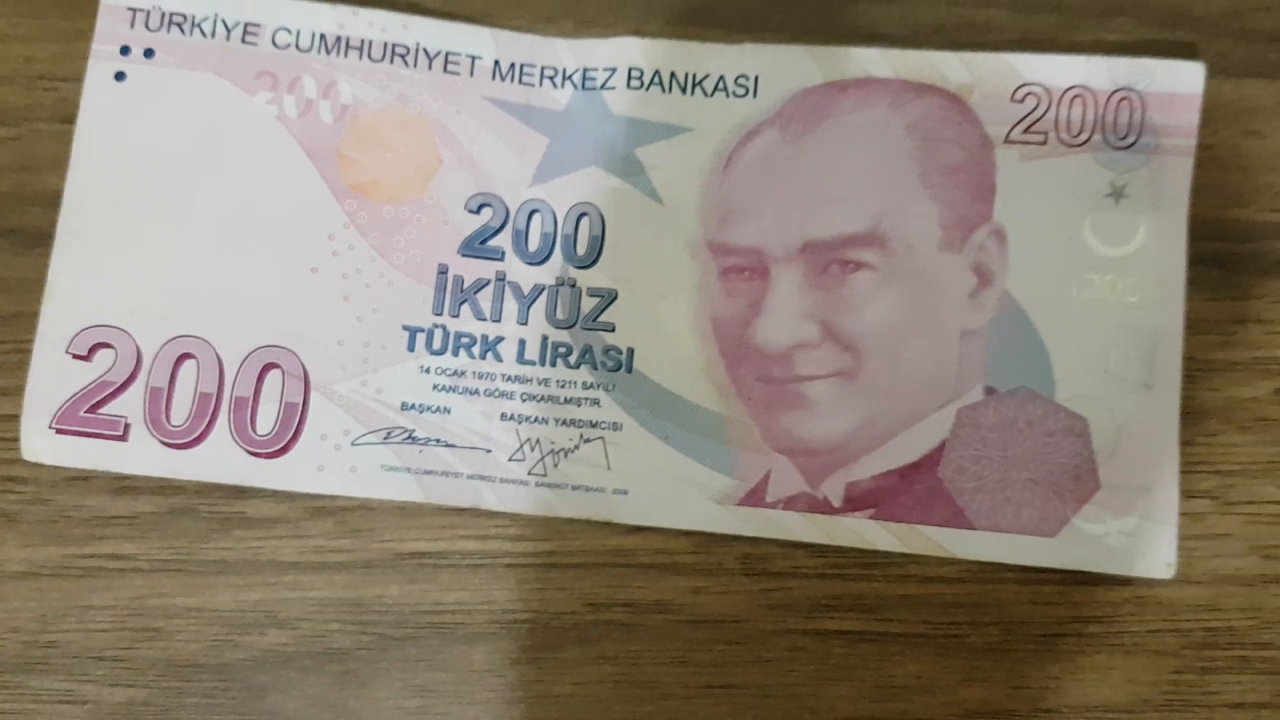 TÜRKİYE CUMHURİYET MERKEZ BANKASI
200
200
200
İKİYÜZ
TÜRK LİRASI
14 OCAK 1970 TARİH VE 1211 SAYILI
KANUNA GÖRE ÇIKARILMIŞTIR.
BAŞKAN
BAŞKAN YARDIMCISI
200
TÜRKİYE CUMHURİYET MERKEZ BANKASI BANKNOT MATBAASI 2009
200